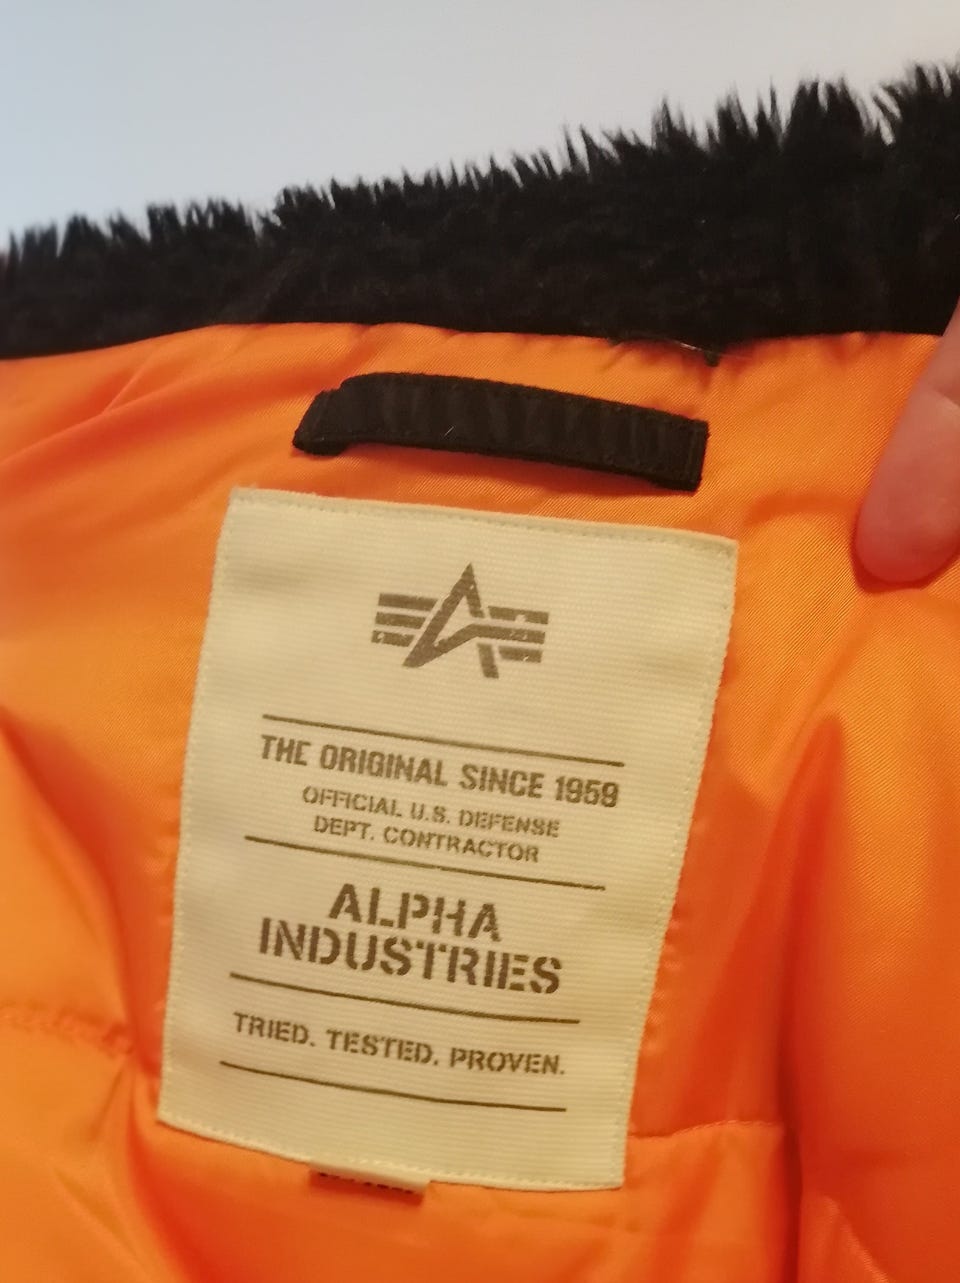 THE ORIGINAL SINCE 1959
OFFICIAL U.S. DEFENSE
DEPT. CONTRACTOR
ALPHA
INDUSTRIES
TRIED. TESTED. PROVEN.